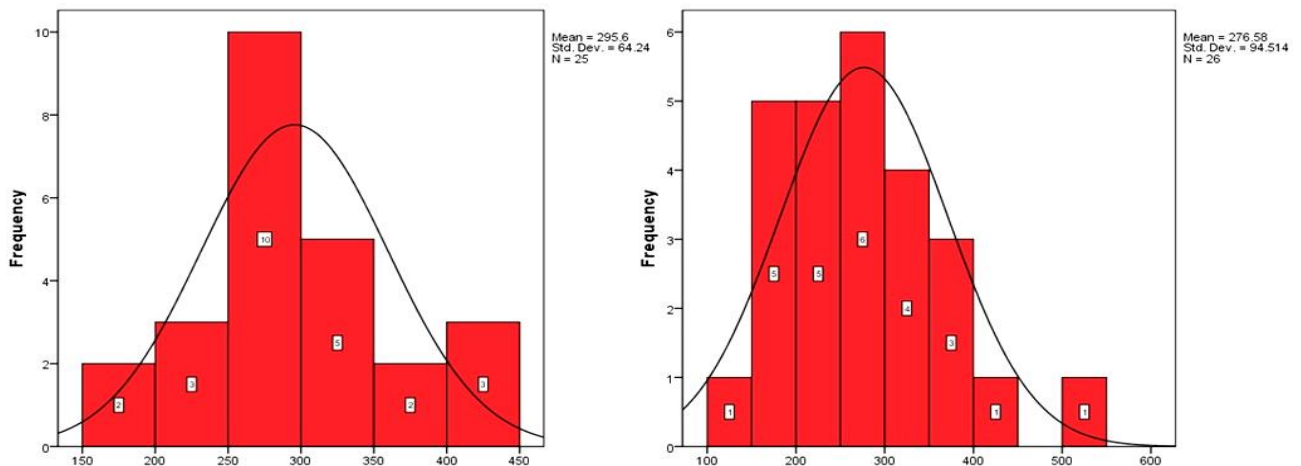 Frequency
10
8
6
4
2
0
2
3
10
5
2
3
150 200 250 300 350 400 450
Mean = 295.6
Std. Dev. = 64.24
N = 25
Frequency
6
5
4
3
2
1
0
1
5
5
6
4
3
1
1
100 200 300 400 500 600
Mean = 276.58
Std. Dev. = 94.514
N = 26